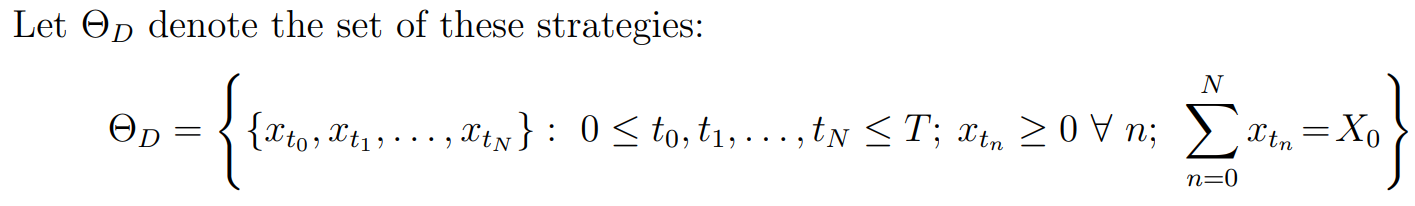 Let Θ_D denote the set of these strategies:
Θ_D = { {x_{t_0}, x_{t_1}, . . . , x_{t_N}} : 0 ≤ t_0, t_1, . . . , t_N ≤ T; x_{t_n} ≥ 0 ∀ n; ∑_{n=0}^{N} x_{t_n} = X_0 }